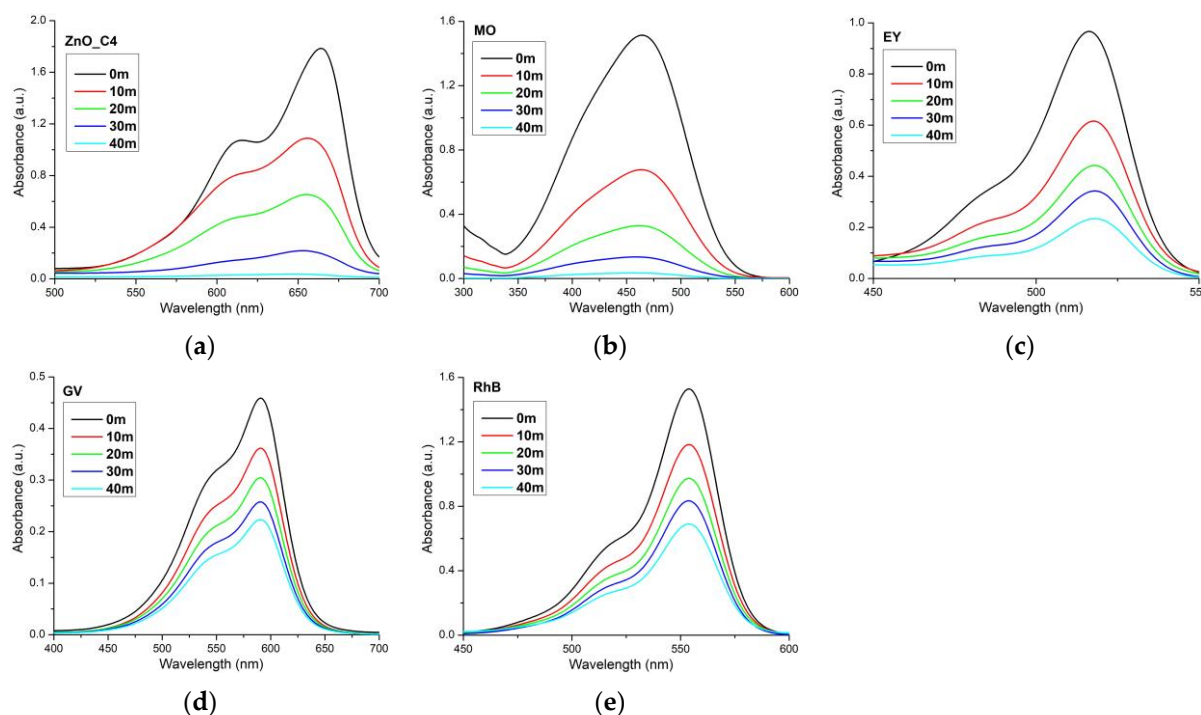 2.0
1.6
1.2
0.8
0.4
0.0
Absorbance (a.u.)
ZnO_C4
0m
10m
20m
30m
40m
500
550
600
650
700
Wavelength (nm)
(a)
1.6
1.2
0.8
0.4
0.0
Absorbance (a.u.)
MO
0m
10m
20m
30m
40m
300
350
400
450
500
550
600
Wavelength (nm)
(b)
1.0
0.8
0.6
0.4
0.2
0.0
Absorbance (a.u.)
EY
0m
10m
20m
30m
40m
450
500
Wavelength (nm)
(c)
0.5
0.4
0.3
0.2
0.1
0.0
Absorbance (a.u.)
GV
0m
10m
20m
30m
40m
400
450
500
550
600
650
700
Wavelength (nm)
(d)
1.6
1.2
0.8
0.4
0.0
Absorbance (a.u.)
RhB
0m
10m
20m
30m
40m
450
500
550
600
Wavelength (nm)
(e)